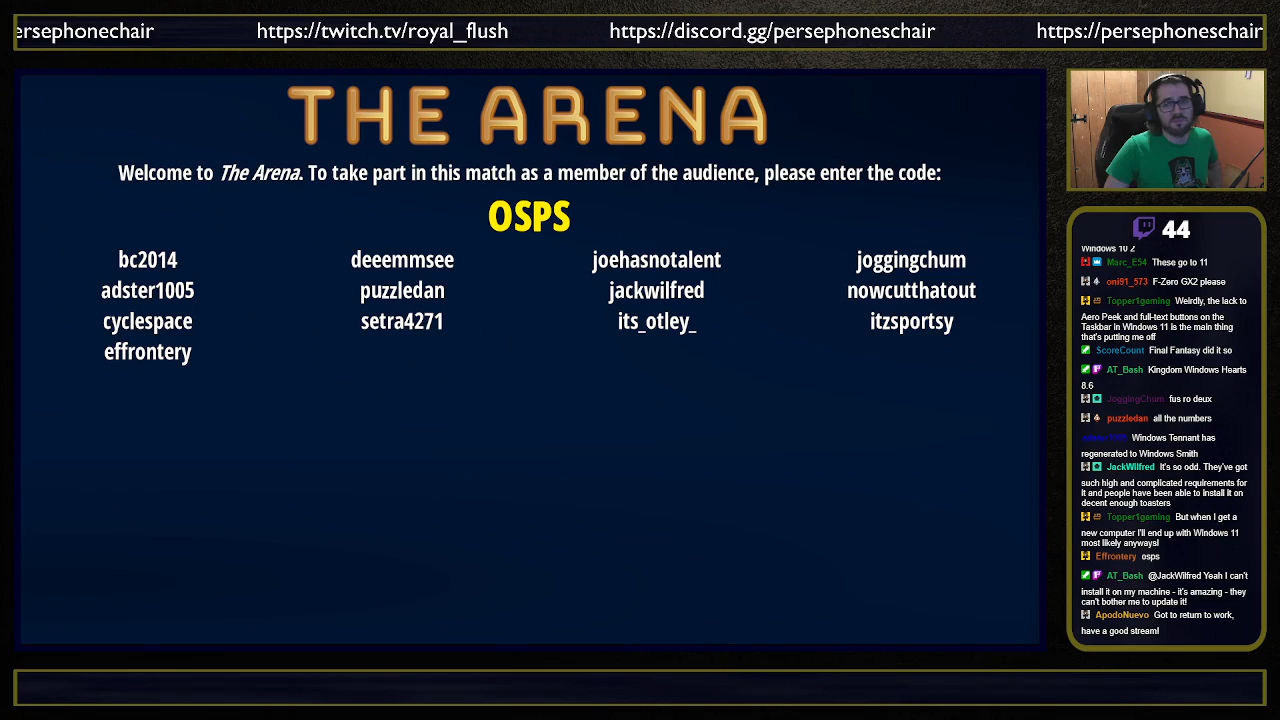 ersephonechair https://twitch.tv/royal_flush https://discord.gg/persephoneschair https://persephoneschair
THE ARENA
Welcome to The Arena. To take part in this match as a member of the audience, please enter the code:
OSPS
bc2014 deeemmsee joehasnotalent joggingchum
adster1005 puzzledan jackwilfred nowcutthatout
cyclespace setra4271 its_otley_ itzsportsy
effrontery
44
Windows 10 2
Marc_E54 These go to 11
oni91_573 F-Zero GX2 please
Topper1gaming Weirdly, the lack to
Aero Peek and full-text buttons on the
Taskbar in Windows 11 is the main thing
that's putting me off
ScoreCount Final Fantasy did it so
AT_Bash Kingdom Windows Hearts
8.6
JoggingChum fus ro deux
puzzledan all the numbers
Windows Tennant has
regenerated to Windows Smith
JackWilfred It's so odd. They've got
such high and complicated requirements for
it and people have been able to install it on
decent enough toasters
Topper1gaming But when I get a
new computer I'll end up with Windows 11
most likely anyways!
Effrontery osps
AT_Bash @JackWilfred Yeah I can't
install it on my machine - it's amazing - they
can't bother me to update it!
ApodoNuevo Got to return to work,
have a good stream!